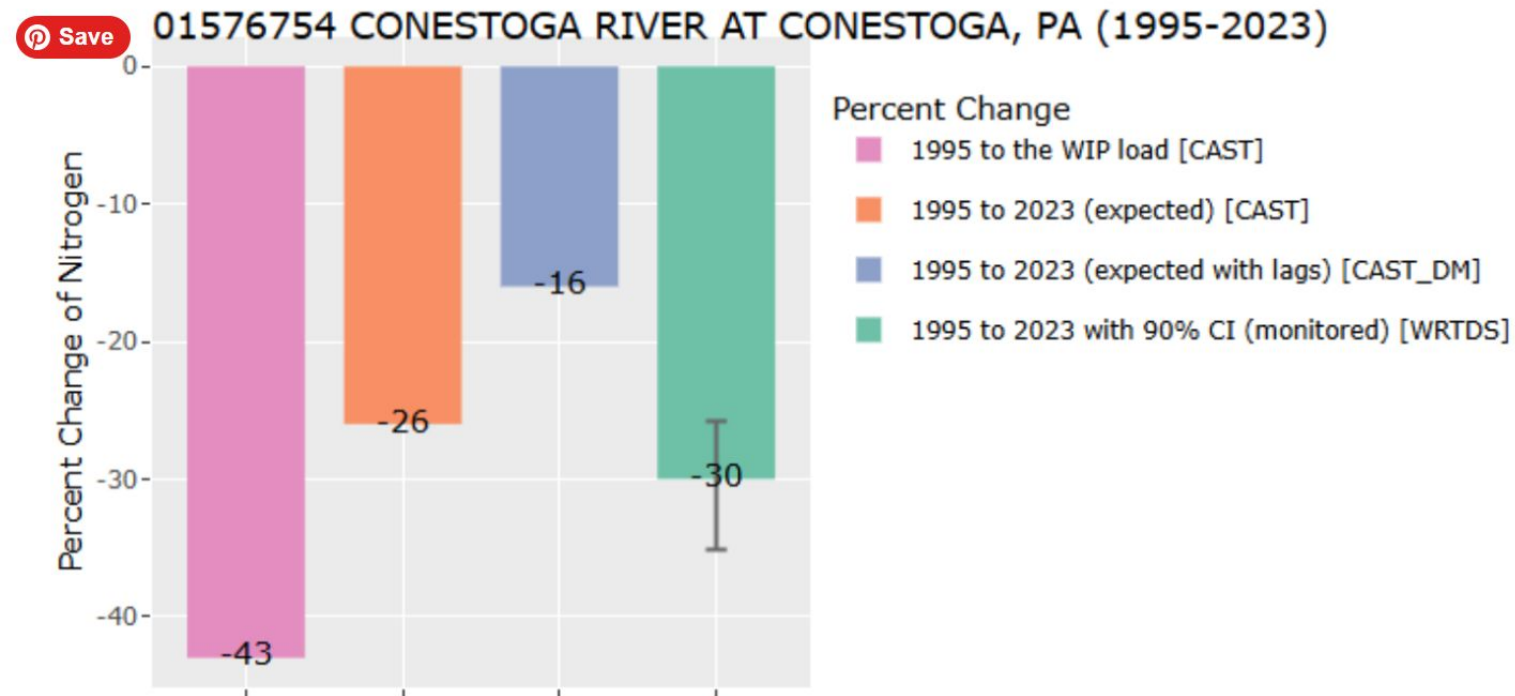 Save
01576754 CONESTOGA RIVER AT CONESTOGA, PA (1995-2023)
Percent Change of Nitrogen
0
-10
-20
-30
-40
-43
-26
-16
-30
Percent Change
1995 to the WIP load [CAST]
1995 to 2023 (expected) [CAST]
1995 to 2023 (expected with lags) [CAST_DM]
1995 to 2023 with 90% CI (monitored) [WRTDS]